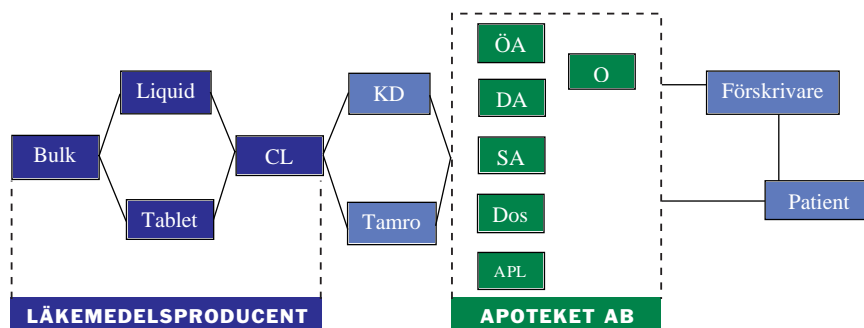 Bulk
Liquid
Tablet
CL
KD
Tamro
ÖA
DA
SA
Dos
APL
O
Förskrivare
Patient
LÄKEMEDELSPRODUCENT
APOTEKET AB